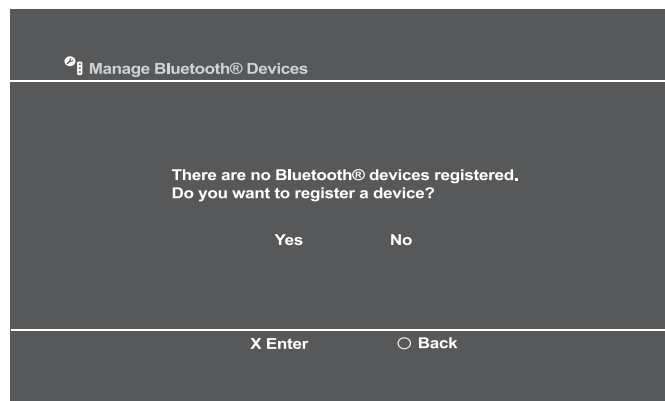 Manage Bluetooth® Devices
There are no Bluetooth® devices registered.
Do you want to register a device?
Yes No
X Enter ○ Back